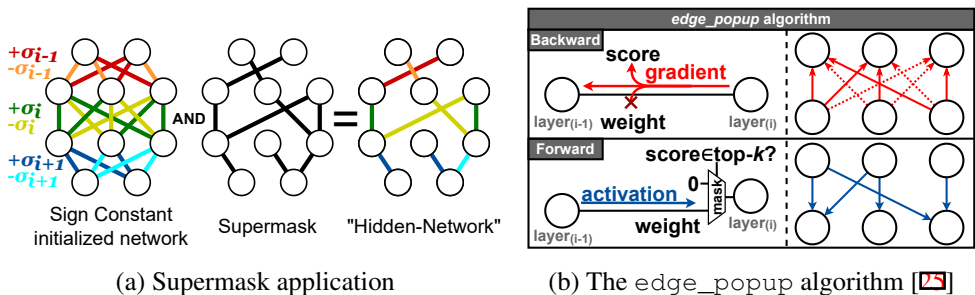 +σi-1
-σi-1
+σi
-σi
+σi+1
-σi+1
AND
=
Sign Constant
initialized network
Supermask
"Hidden-Network"
(a) Supermask application
edge_popup algorithm
Backward
score
gradient
layer(i-1)
weight
layer(i)
Forward
score∈top-k?
0
mask
activation
layer(i-1)
weight
layer(i)
(b) The edge_popup algorithm [25]